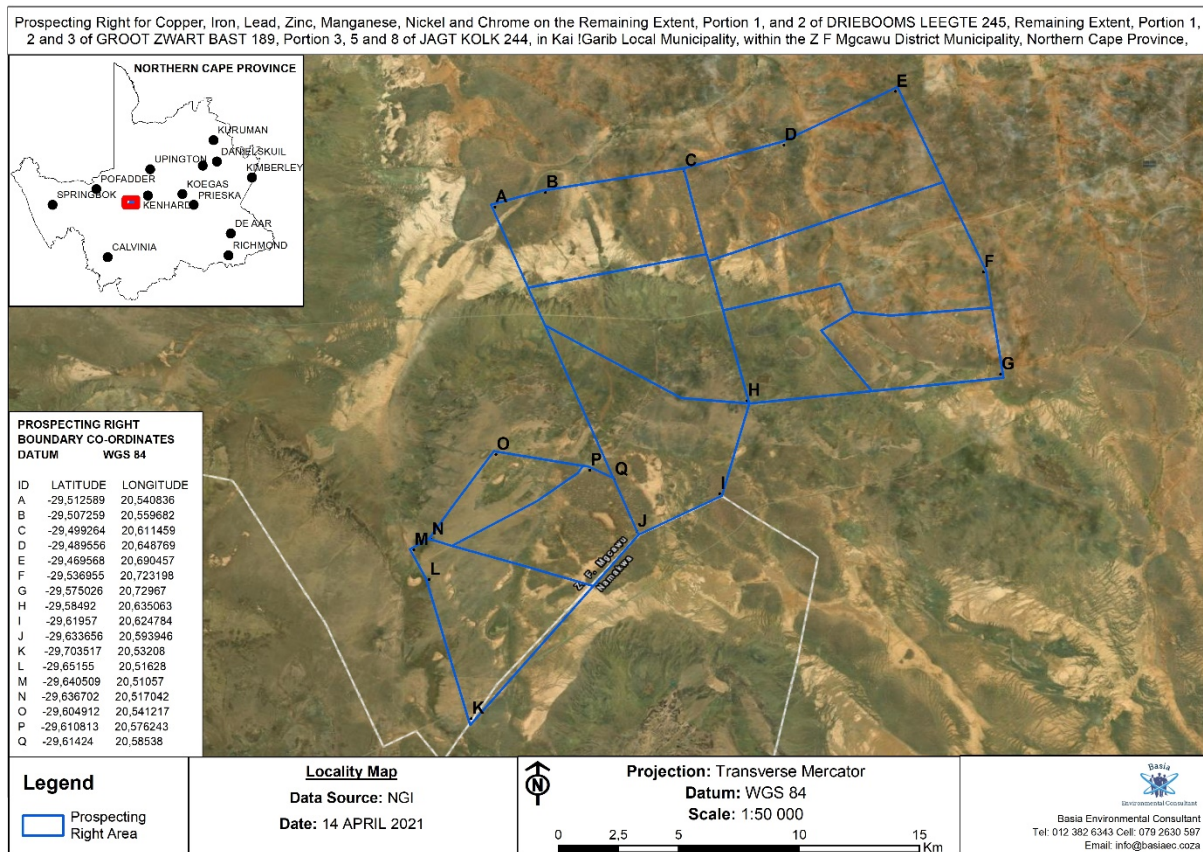 Prospecting Right for Copper, Iron, Lead, Zinc, Manganese, Nickel and Chrome on the Remaining Extent, Portion 1, and 2 of DRIEBOOMS LEEGTE 245, Remaining Extent, Portion 1,
2 and 3 of GROOT ZWART BAST 189, Portion 3, 5 and 8 of JAGT KOLK 244, in Kai !Garib Local Municipality, within the Z F Mgcawu District Municipality, Northern Cape Province,
NORTHERN CAPE PROVINCE
KURUMAN
DANIELSKUIL
UPINGTON
KIMBERLEY
POFADDER
KOEGAS
SPRINGBOK
PRIESKA
KENHARD
DE AAR
RICHMOND
CALVINIA
E
D
C
B
A
F
G
H
O
P
Q
I
J
N
M
L
K
Z. F. Mgcawu
Namakwa
PROSPECTING RIGHT
BOUNDARY CO-ORDINATES
DATUM WGS 84
ID LATITUDE LONGITUDE
A -29,512589 20,540836
B -29,507259 20,559682
C -29,499264 20,611459
D -29,489556 20,648769
E -29,469568 20,690457
F -29,536955 20,723198
G -29,575026 20,72967
H -29,58492 20,635063
I -29,61957 20,624784
J -29,633656 20,593946
K -29,703517 20,53208
L -29,65155 20,51628
M -29,640509 20,51057
N -29,636702 20,517042
O -29,604912 20,541217
P -29,610813 20,576243
Q -29,61424 20,58538
Legend
Prospecting
Right Area
Locality Map
Data Source: NGI
Date: 14 APRIL 2021
N
Projection: Transverse Mercator
Datum: WGS 84
Scale: 1:50 000
0 2,5 5 10 15
Km
Basia
Environmental Consultant
Basia Environmental Consultant
Tel: 012 382 6343 Cell: 079 2630 597
Email: info@basiaec.coza